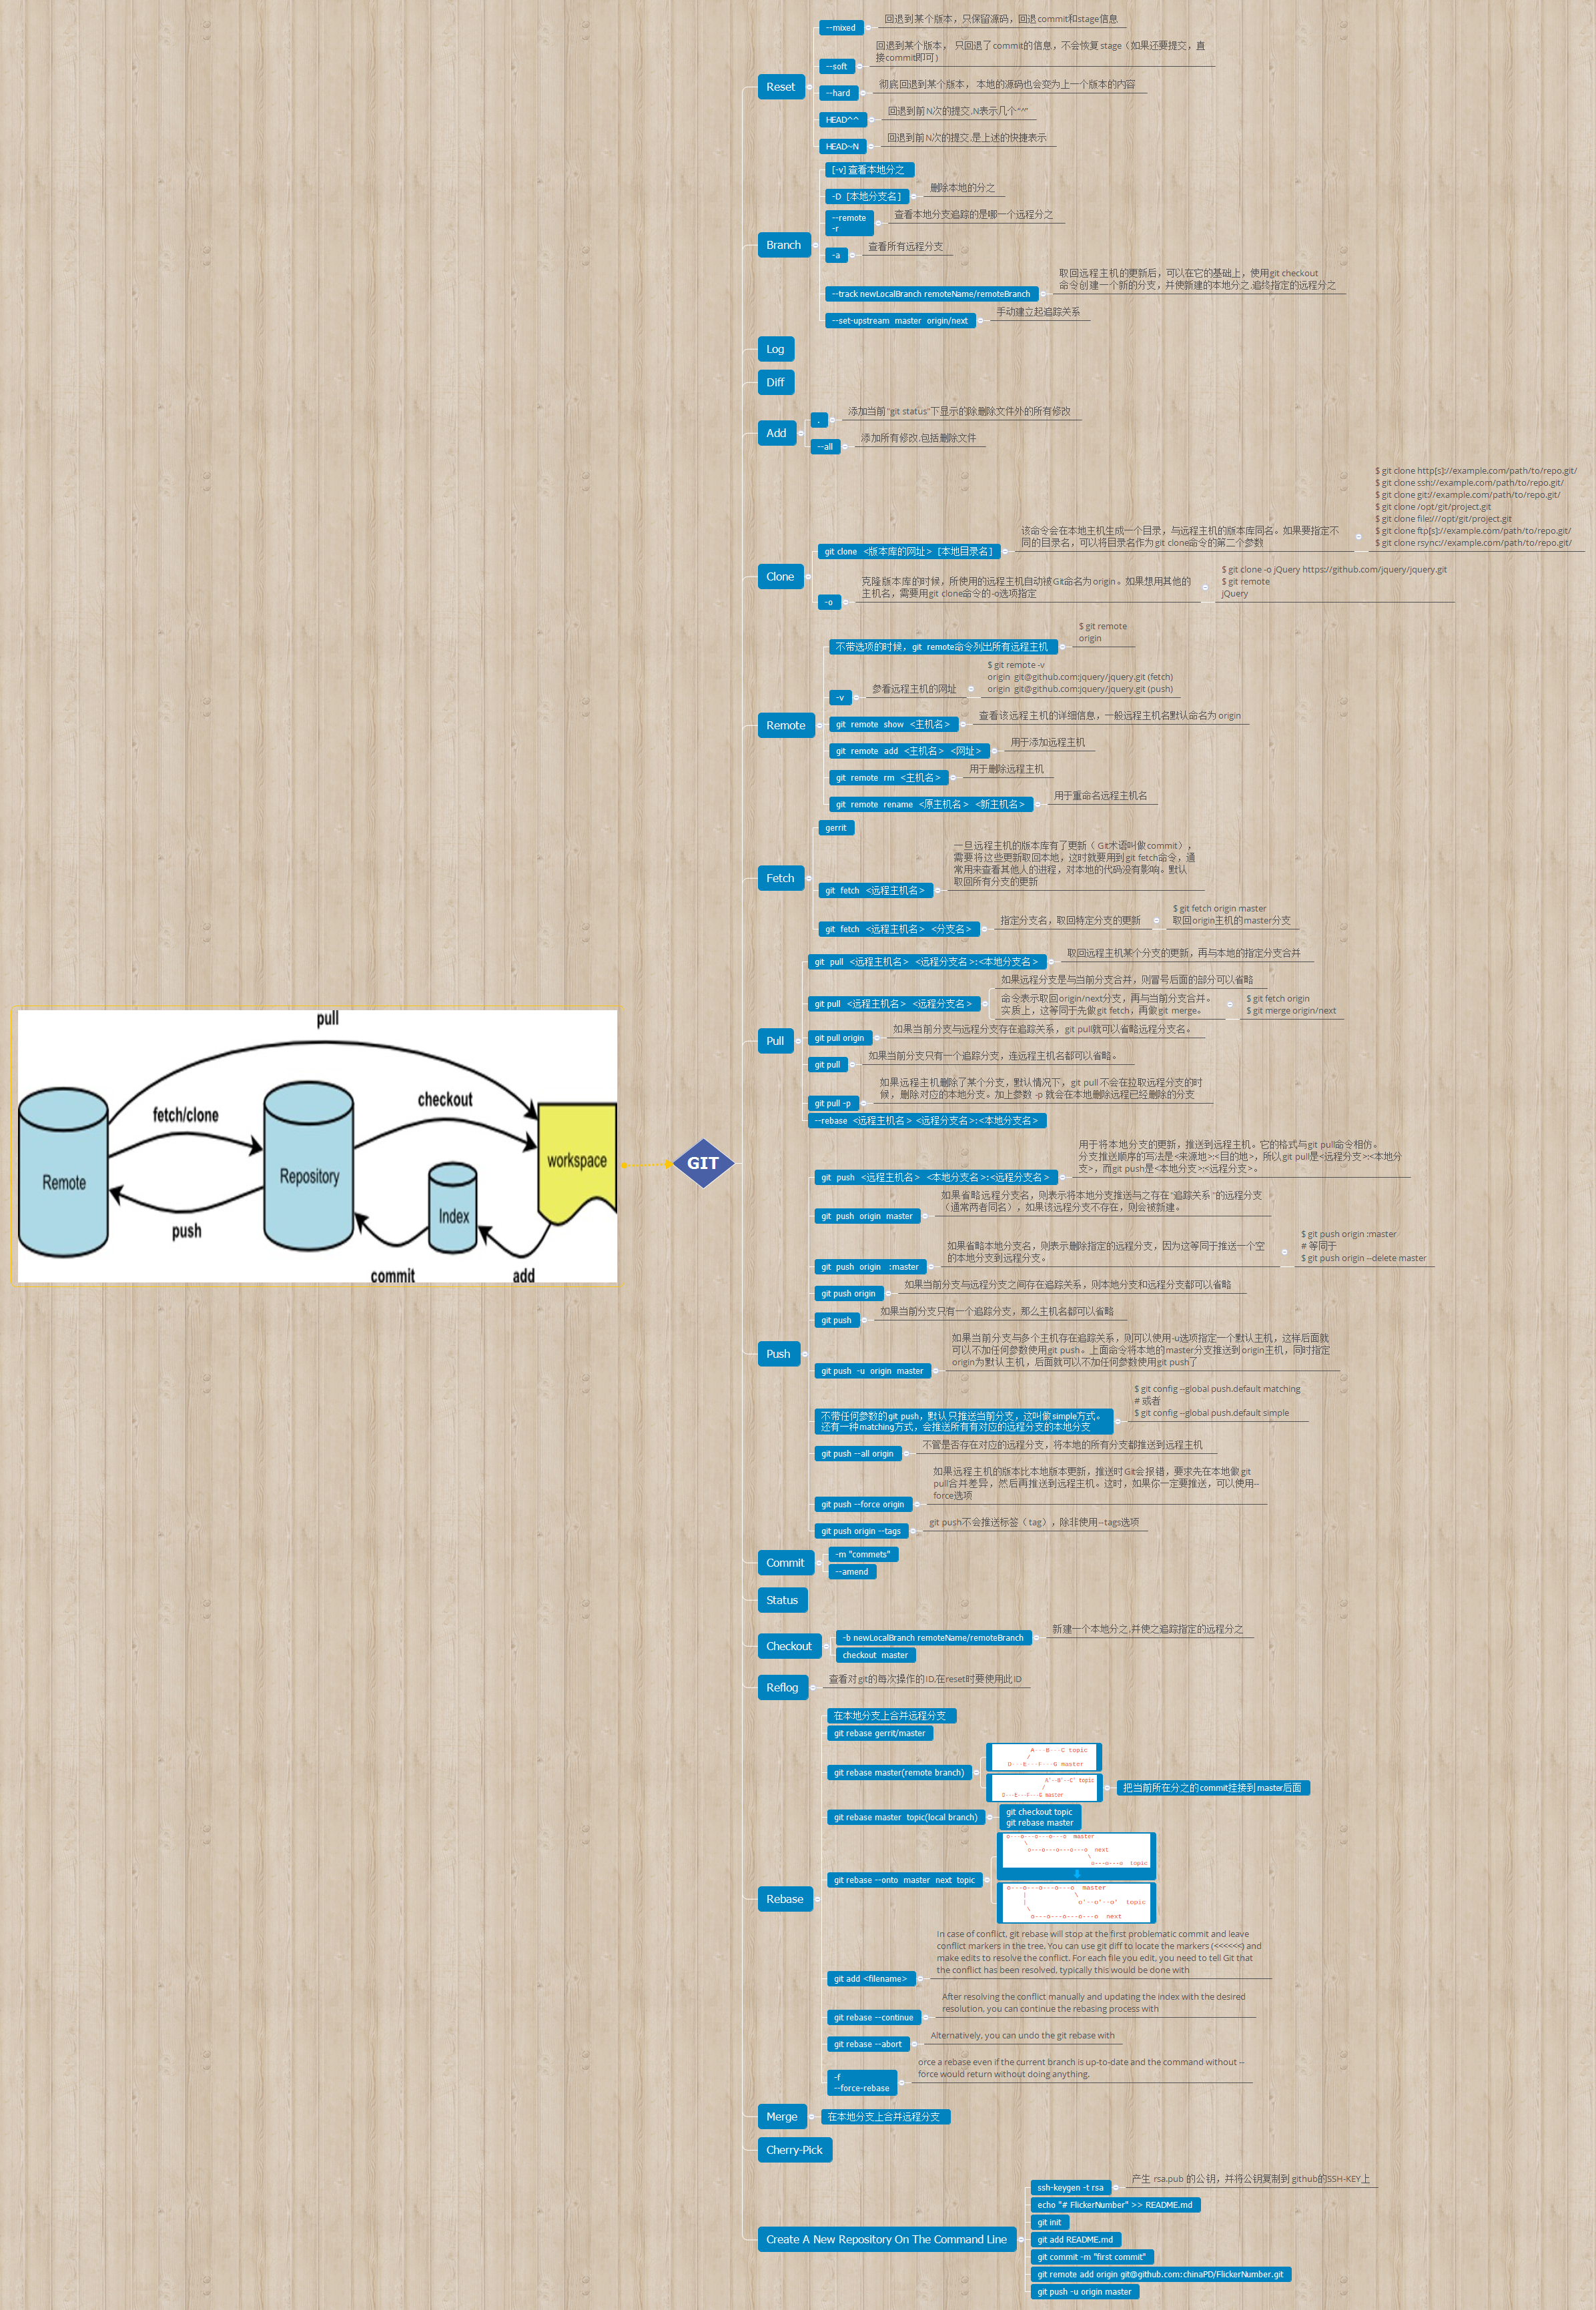 Reset
--mixed
回退到某个版本，只保留源码，回退commit和stage信息
--soft
回退到某个版本， 只回退了commit的信息，不会恢复stage（如果还要提交，直
接commit即可）
--hard
彻底回退到某个版本， 本地的源码也会变为上一个版本的内容
HEAD^^
回退到前N次的提交,N表示几个"^"
HEAD~N
回退到前N次的提交,是上述的快捷表示
Branch
[-v] 查看本地分之
-D [本地分支名]
删除本地的分之
--remote
-r
查看本地分支追踪的是哪一个远程分之
-a
查看所有远程分支
--track newLocalBranch remoteName/remoteBranch
取回远程主机的更新后，可以在它的基础上，使用git checkout
命令创建一个新的分支，并使新建的本地分之,追终指定的远程分之
--set-upstream master origin/next
手动建立起追踪关系
Log
Diff
Add
.
添加当前"git status"下显示的除删除文件外的所有修改
--all
添加所有修改,包括删除文件
Clone
git clone <版本库的网址> [本地目录名]
该命令会在本地主机生成一个目录，与远程主机的版本库同名。如果要指定不
同的目录名，可以将目录名作为git clone命令的第二个参数
$ git clone http[s]://example.com/path/to/repo.git/
$ git clone ssh://example.com/path/to/repo.git/
$ git clone git://example.com/path/to/repo.git/
$ git clone /opt/git/project.git
$ git clone file:///opt/git/project.git
$ git clone ftp[s]://example.com/path/to/repo.git/
$ git clone rsync://example.com/path/to/repo.git/
-o
克隆版本库的时候，所使用的远程主机自动被Git命名为origin。如果想用其他的
主机名，需要用git clone命令的-o选项指定
$ git clone -o jQuery https://github.com/jquery/jquery.git
$ git remote
jQuery
Remote
不带选项的时候，git remote命令列出所有远程主机
$ git remote
origin
-v
参看远程主机的网址
$ git remote -v
origin git@github.com:jquery/jquery.git (fetch)
origin git@github.com:jquery/jquery.git (push)
git remote show <主机名>
查看该远程主机的详细信息，一般远程主机名默认命名为origin
git remote add <主机名> <网址>
用于添加远程主机
git remote rm <主机名>
用于删除远程主机
git remote rename <原主机名> <新主机名>
用于重命名远程主机名
Fetch
gerrit
git fetch <远程主机名>
一旦远程主机的版本库有了更新（Git术语叫做commit），
需要将这些更新取回本地，这时就要用到git fetch命令，通
常用来查看其他人的进程，对本地的代码没有影响。默认
取回所有分支的更新
git fetch <远程主机名> <分支名>
指定分支名，取回特定分支的更新
$ git fetch origin master
取回origin主机的master分支
Pull
git pull <远程主机名> <远程分支名>:<本地分支名>
取回远程主机某个分支的更新，再与本地的指定分支合并
git pull <远程主机名> <远程分支名>
如果远程分支是与当前分支合并，则冒号后面的部分可以省略
命令表示取回origin/next分支，再与当前分支合并。
实质上，这等同于先做git fetch，再做git merge。
$ git fetch origin
$ git merge origin/next
git pull origin
如果当前分支与远程分支存在追踪关系，git pull就可以省略远程分支名。
git pull
如果当前分支只有一个追踪分支，连远程主机名都可以省略。
git pull -p
如果远程主机删除了某个分支，默认情况下，git pull 不会在拉取远程分支的时
候，删除对应的本地分支。加上参数 -p 就会在本地删除远程已经删除的分支
--rebase <远程主机名> <远程分支名>:<本地分支名>
pull
fetch/clone
checkout
Remote
Repository
workspace
Index
push
commit
add
GIT
Push
git push <远程主机名> <本地分支名>:<远程分支名>
用于将本地分支的更新，推送到远程主机。它的格式与git pull命令相仿。
分支推送顺序的写法是<来源地>:<目的地>，所以git pull是<远程分支>:<本地分
支>，而git push是<本地分支>:<远程分支>。
git push origin master
如果省略远程分支名，则表示将本地分支推送与之存在"追踪关系"的远程分支
（通常两者同名），如果该远程分支不存在，则会被新建。
git push origin :master
如果省略本地分支名，则表示删除指定的远程分支，因为这等同于推送一个空
的本地分支到远程分支。
$ git push origin :master
# 等同于
$ git push origin --delete master
git push origin
如果当前分支与远程分支之间存在追踪关系，则本地分支和远程分支都可以省略
git push
如果当前分支只有一个追踪分支，那么主机名都可以省略
git push -u origin master
如果当前分支与多个主机存在追踪关系，则可以使用-u选项指定一个默认主机，这样后面就
可以不加任何参数使用git push。上面命令将本地的master分支推送到origin主机，同时指定
origin为默认主机，后面就可以不加任何参数使用git push了
不带任何参数的git push，默认只推送当前分支，这叫做simple方式。
还有一种matching方式，会推送所有有对应的远程分支的本地分支
$ git config --global push.default matching
# 或者
$ git config --global push.default simple
git push --all origin
不管是否存在对应的远程分支，将本地的所有分支都推送到远程主机
git push --force origin
如果远程主机的版本比本地版本更新，推送时Git会报错，要求先在本地做git
pull合并差异，然后再推送到远程主机。这时，如果你一定要推送，可以使用--
force选项
git push origin --tags
git push不会推送标签（tag），除非使用--tags选项
Commit
-m "commets"
--amend
Status
Checkout
-b newLocalBranch remoteName/remoteBranch
新建一个本地分之,并使之追踪指定的远程分之
checkout master
Reflog
查看对git的每次操作的ID,在reset时要使用此ID
Rebase
在本地分支上合并远程分支
git rebase gerrit/master
git rebase master(remote branch)
A---B---C topic
/
D---E---F---G master
A'--B'--C' topic
/
D---E---F---G master
把当前所在分之的commit挂接到master后面
git rebase master topic(local branch)
git checkout topic
git rebase master
git rebase --onto master next topic
o---o---o---o---o master
\
o---o---o---o---o next
\
o---o---o topic
o---o---o---o---o master
| \
| o'--o'--o' topic
\
o---o---o---o---o next
git add <filename>
In case of conflict, git rebase will stop at the first problematic commit and leave
conflict markers in the tree. You can use git diff to locate the markers (<<<<<<) and
make edits to resolve the conflict. For each file you edit, you need to tell Git that
the conflict has been resolved, typically this would be done with
git rebase --continue
After resolving the conflict manually and updating the index with the desired
resolution, you can continue the rebasing process with
git rebase --abort
Alternatively, you can undo the git rebase with
-f
--force-rebase
orce a rebase even if the current branch is up-to-date and the command without --
force would return without doing anything.
Merge
在本地分支上合并远程分支
Cherry-Pick
Create A New Repository On The Command Line
ssh-keygen -t rsa
产生 rsa.pub 的公钥，并将公钥复制到 github的SSH-KEY上
echo "# FlickerNumber" >> README.md
git init
git add README.md
git commit -m "first commit"
git remote add origin git@github.com:chinaPD/FlickerNumber.git
git push -u origin master